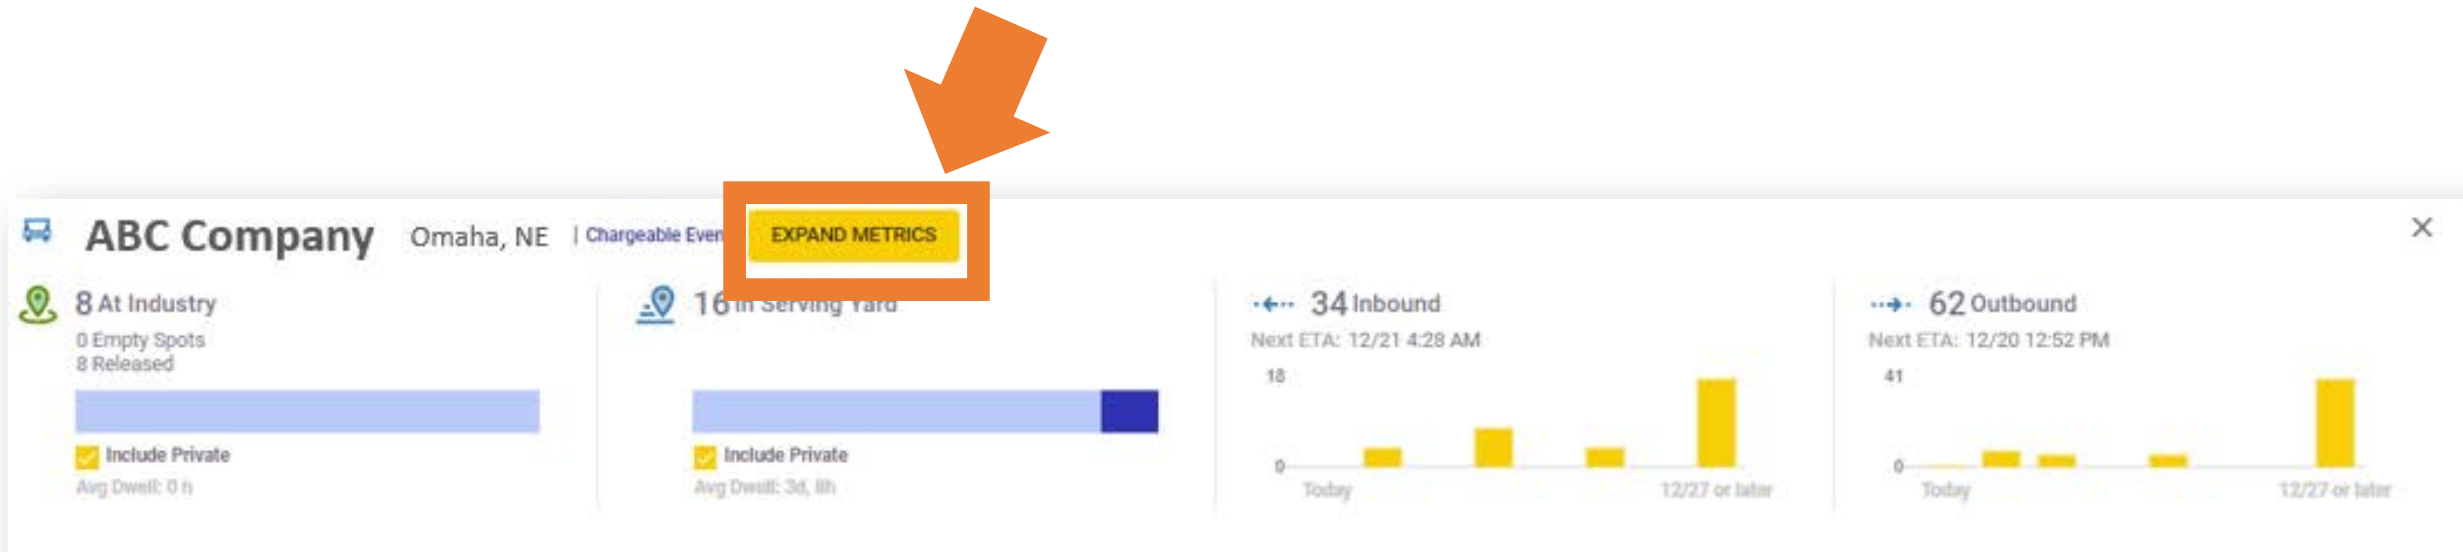 ABC Company Omaha, NE | Chargeable Even EXPAND METRICS
8 At Industry
0 Empty Spots
8 Released
Include Private
Avg Dwell: 0 h
16 In Serving Yard
Include Private
Avg Dwell: 3d, 8h
34 Inbound
Next ETA: 12/21 4:28 AM
18
0
Today 12/27 or later
62 Outbound
Next ETA: 12/20 12:52 PM
41
0
Today 12/27 or later